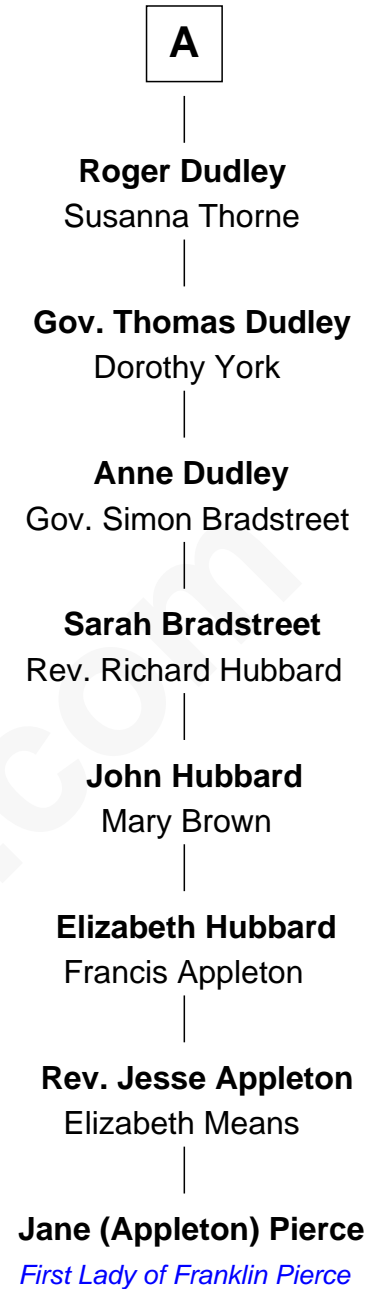 A
Roger Dudley
Susanna Thorne
Gov. Thomas Dudley
Dorothy York
Anne Dudley
Gov. Simon Bradstreet
Sarah Bradstreet
Rev. Richard Hubbard
John Hubbard
Mary Brown
Elizabeth Hubbard
Francis Appleton
Rev. Jesse Appleton
Elizabeth Means
Jane (Appleton) Pierce
First Lady of Franklin Pierce
.com